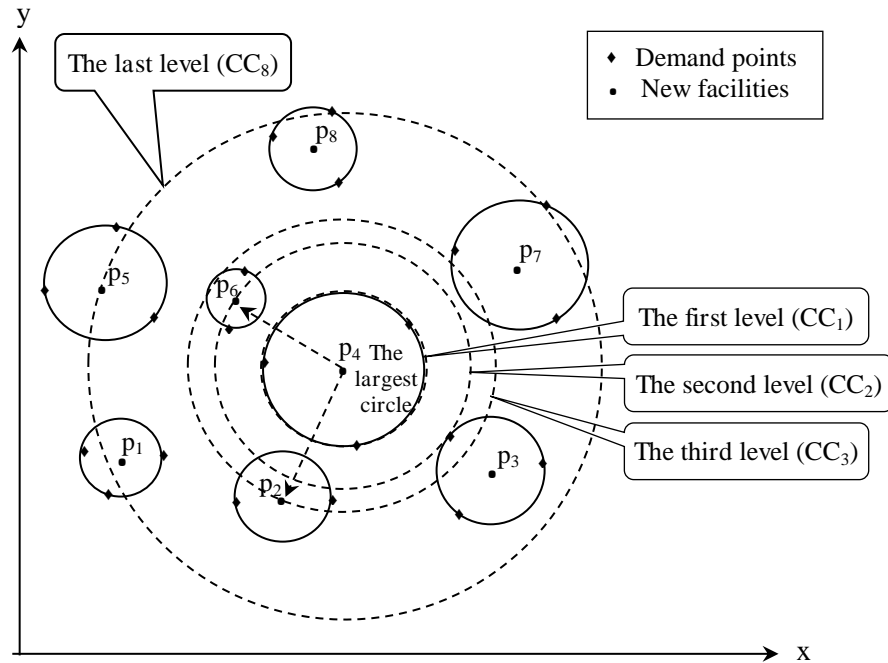 y
The last level (CC8)
Demand points
New facilities
p8
p7
p5
p6
The first level (CC1)
p4 The
largest
circle
The second level (CC2)
p1
p2
p3
The third level (CC3)
x